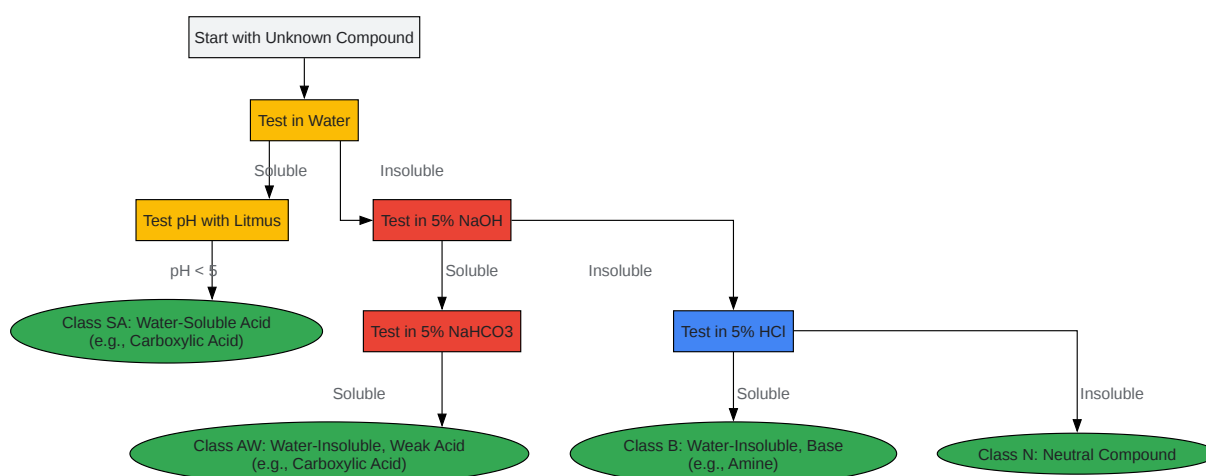 Start with Unknown Compound
Test in Water
Soluble
Insoluble
Test pH with Litmus
Test in 5% NaOH
pH < 5
Soluble
Insoluble
Class SA: Water-Soluble Acid
(e.g., Carboxylic Acid)
Test in 5% NaHCO3
Test in 5% HCl
Soluble
Soluble
Insoluble
Class AW: Water-Insoluble, Weak Acid
(e.g., Carboxylic Acid)
Class B: Water-Insoluble, Base
(e.g., Amine)
Class N: Neutral Compound